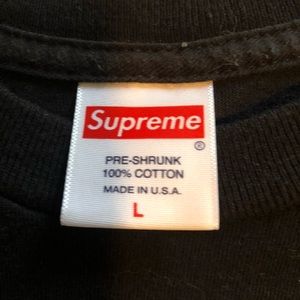 Supreme
®
PRE-SHRUNK
100% COTTON
MADE IN U.S.A.
L